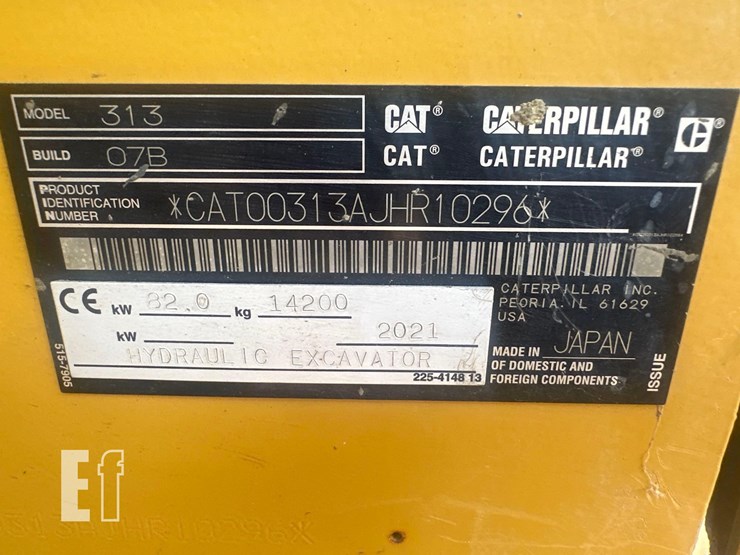 MODEL 313
BUILD 07B
CAT® CATERPILLAR®
CAT® CATERPILLAR®
C®
PRODUCT
IDENTIFICATION
NUMBER
*CAT00313AJHR10296*
CE kW 82.0 kg 14200
kW 2021
HYDRAULIC EXCAVATOR
225-4148 13
515-7905
CATERPILLAR INC.
PEORIA IL 61629
USA
MADE IN JAPAN
OF DOMESTIC AND
FOREIGN COMPONENTS
ISSUE
Ef
313AJHR10296*